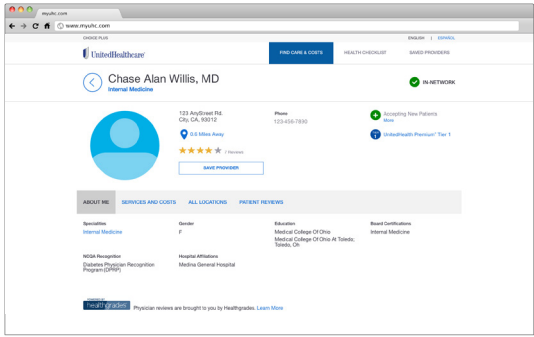 myuhc.com
www.myuhc.com
CHOICE PLUS
ENGLISH | ESPAÑOL
UnitedHealthcare
FIND CARE & COSTS
HEALTH CHECKLIST
SAVED PROVIDERS
Chase Alan Willis, MD
Internal Medicine
IN-NETWORK
123 AnyStreet Rd.
City, CA, 93012
0.6 Miles Away
7 Reviews
SAVE PROVIDER
Phone
123-456-7890
Accepting New Patients
More
UnitedHealth Premium® Tier 1
ABOUT ME
SERVICES AND COSTS
ALL LOCATIONS
PATIENT REVIEWS
Specialties
Internal Medicine
Gender
F
Education
Medical College Of Ohio
Medical College Of Ohio At Toledo;
Toledo, Oh
Board Certifications
Internal Medicine
NCQA Recognition
Diabetes Physician Recognition
Program (DPRP)
Hospital Affiliations
Medina General Hospital
POWERED BY
healthgrades
Physician reviews are brought to you by Healthgrades. Learn More